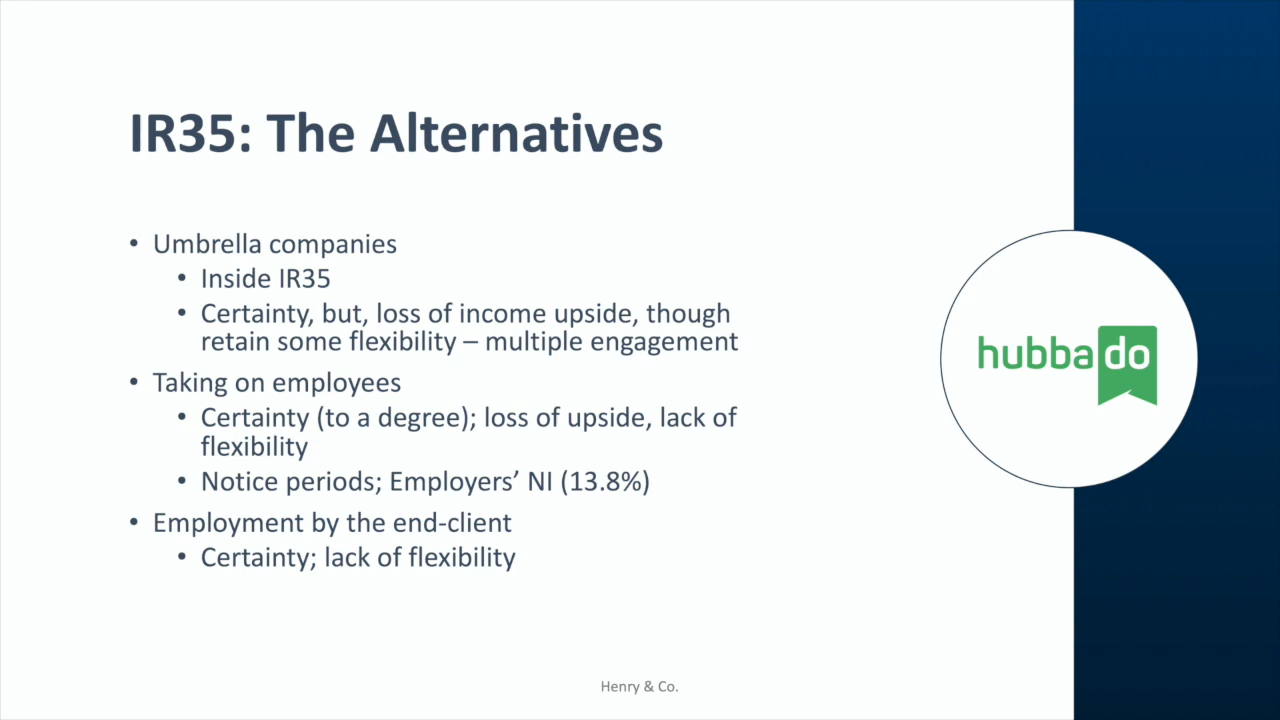 IR35: The Alternatives
• Umbrella companies
• Inside IR35
• Certainty, but, loss of income upside, though
retain some flexibility – multiple engagement
• Taking on employees
• Certainty (to a degree); loss of upside, lack of
flexibility
• Notice periods; Employers’ NI (13.8%)
• Employment by the end-client
• Certainty; lack of flexibility
hubbado
Henry & Co.